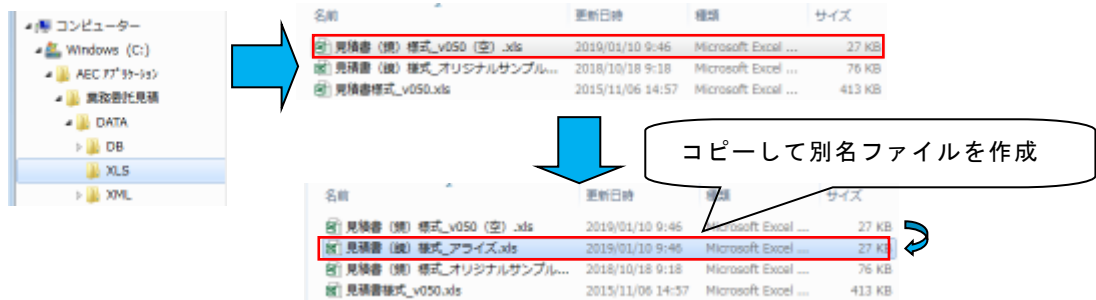 コンピューター
Windows (C:)
AEC アプリケーション
業務委託見積
DATA
DB
XLS
XML
名前 更新日時 種類 サイズ
見積書（鏡）様式_v050（空）.xls 2019/01/10 9:46 Microsoft Excel ... 27 KB
見積書（鏡）様式_オリジナルサンプル... 2018/10/18 9:18 Microsoft Excel ... 76 KB
見積書様式_v050.xls 2015/11/06 14:57 Microsoft Excel ... 413 KB
コピーして別名ファイルを作成
名前 更新日時 種類 サイズ
見積書（鏡）様式_v050（空）.xls 2019/01/10 9:46 Microsoft Excel ... 27 KB
見積書（鏡）様式_アライズ.xls 2019/01/10 9:46 Microsoft Excel ... 27 KB
見積書（鏡）様式_オリジナルサンプル... 2018/10/18 9:18 Microsoft Excel ... 76 KB
見積書様式_v050.xls 2015/11/06 14:57 Microsoft Excel ... 413 KB